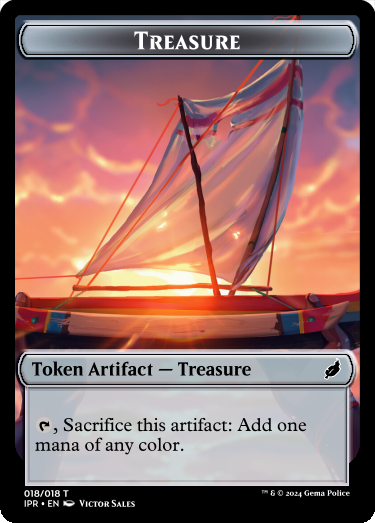 Treasure
Token Artifact — Treasure
, Sacrifice this artifact: Add one
mana of any color.
018/018 T
IPR • EN Victor Sales
™ & © 2024 Gema Police